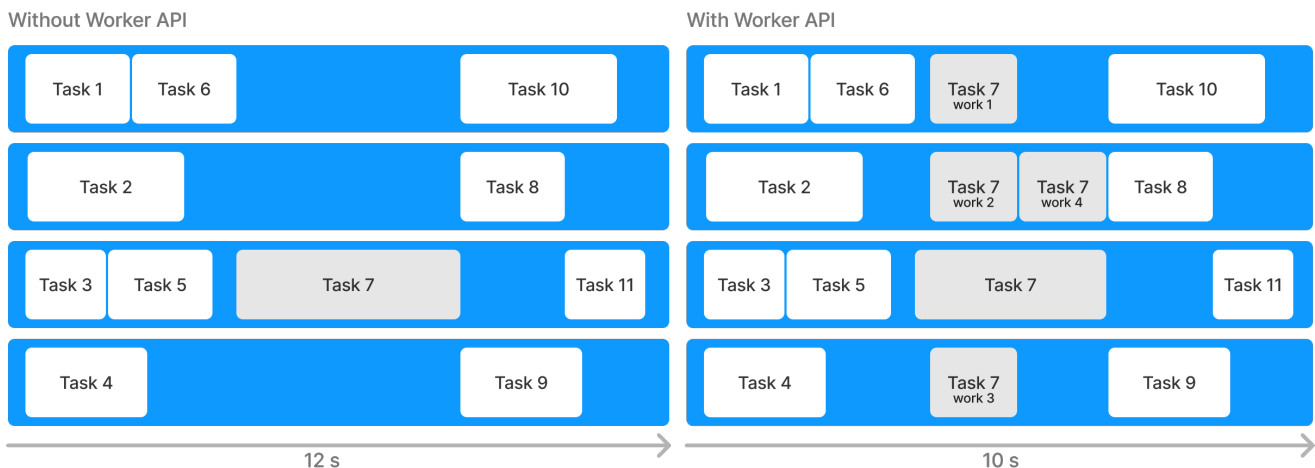 Without Worker API
Task 1
Task 6
Task 10
Task 2
Task 8
Task 3
Task 5
Task 7
Task 11
Task 4
Task 9
12 s
With Worker API
Task 1
Task 6
Task 7
work 1
Task 10
Task 2
Task 7
work 2
Task 7
work 4
Task 8
Task 3
Task 5
Task 7
Task 11
Task 4
Task 7
work 3
Task 9
10 s